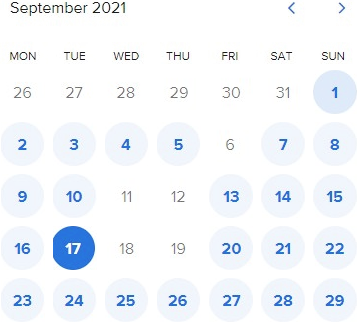 September 2021
MON TUE WED THU FRI SAT SUN
26 27 28 29 30 31 1
2 3 4 5 6 7 8
9 10 11 12 13 14 15
16 17 18 19 20 21 22
23 24 25 26 27 28 29